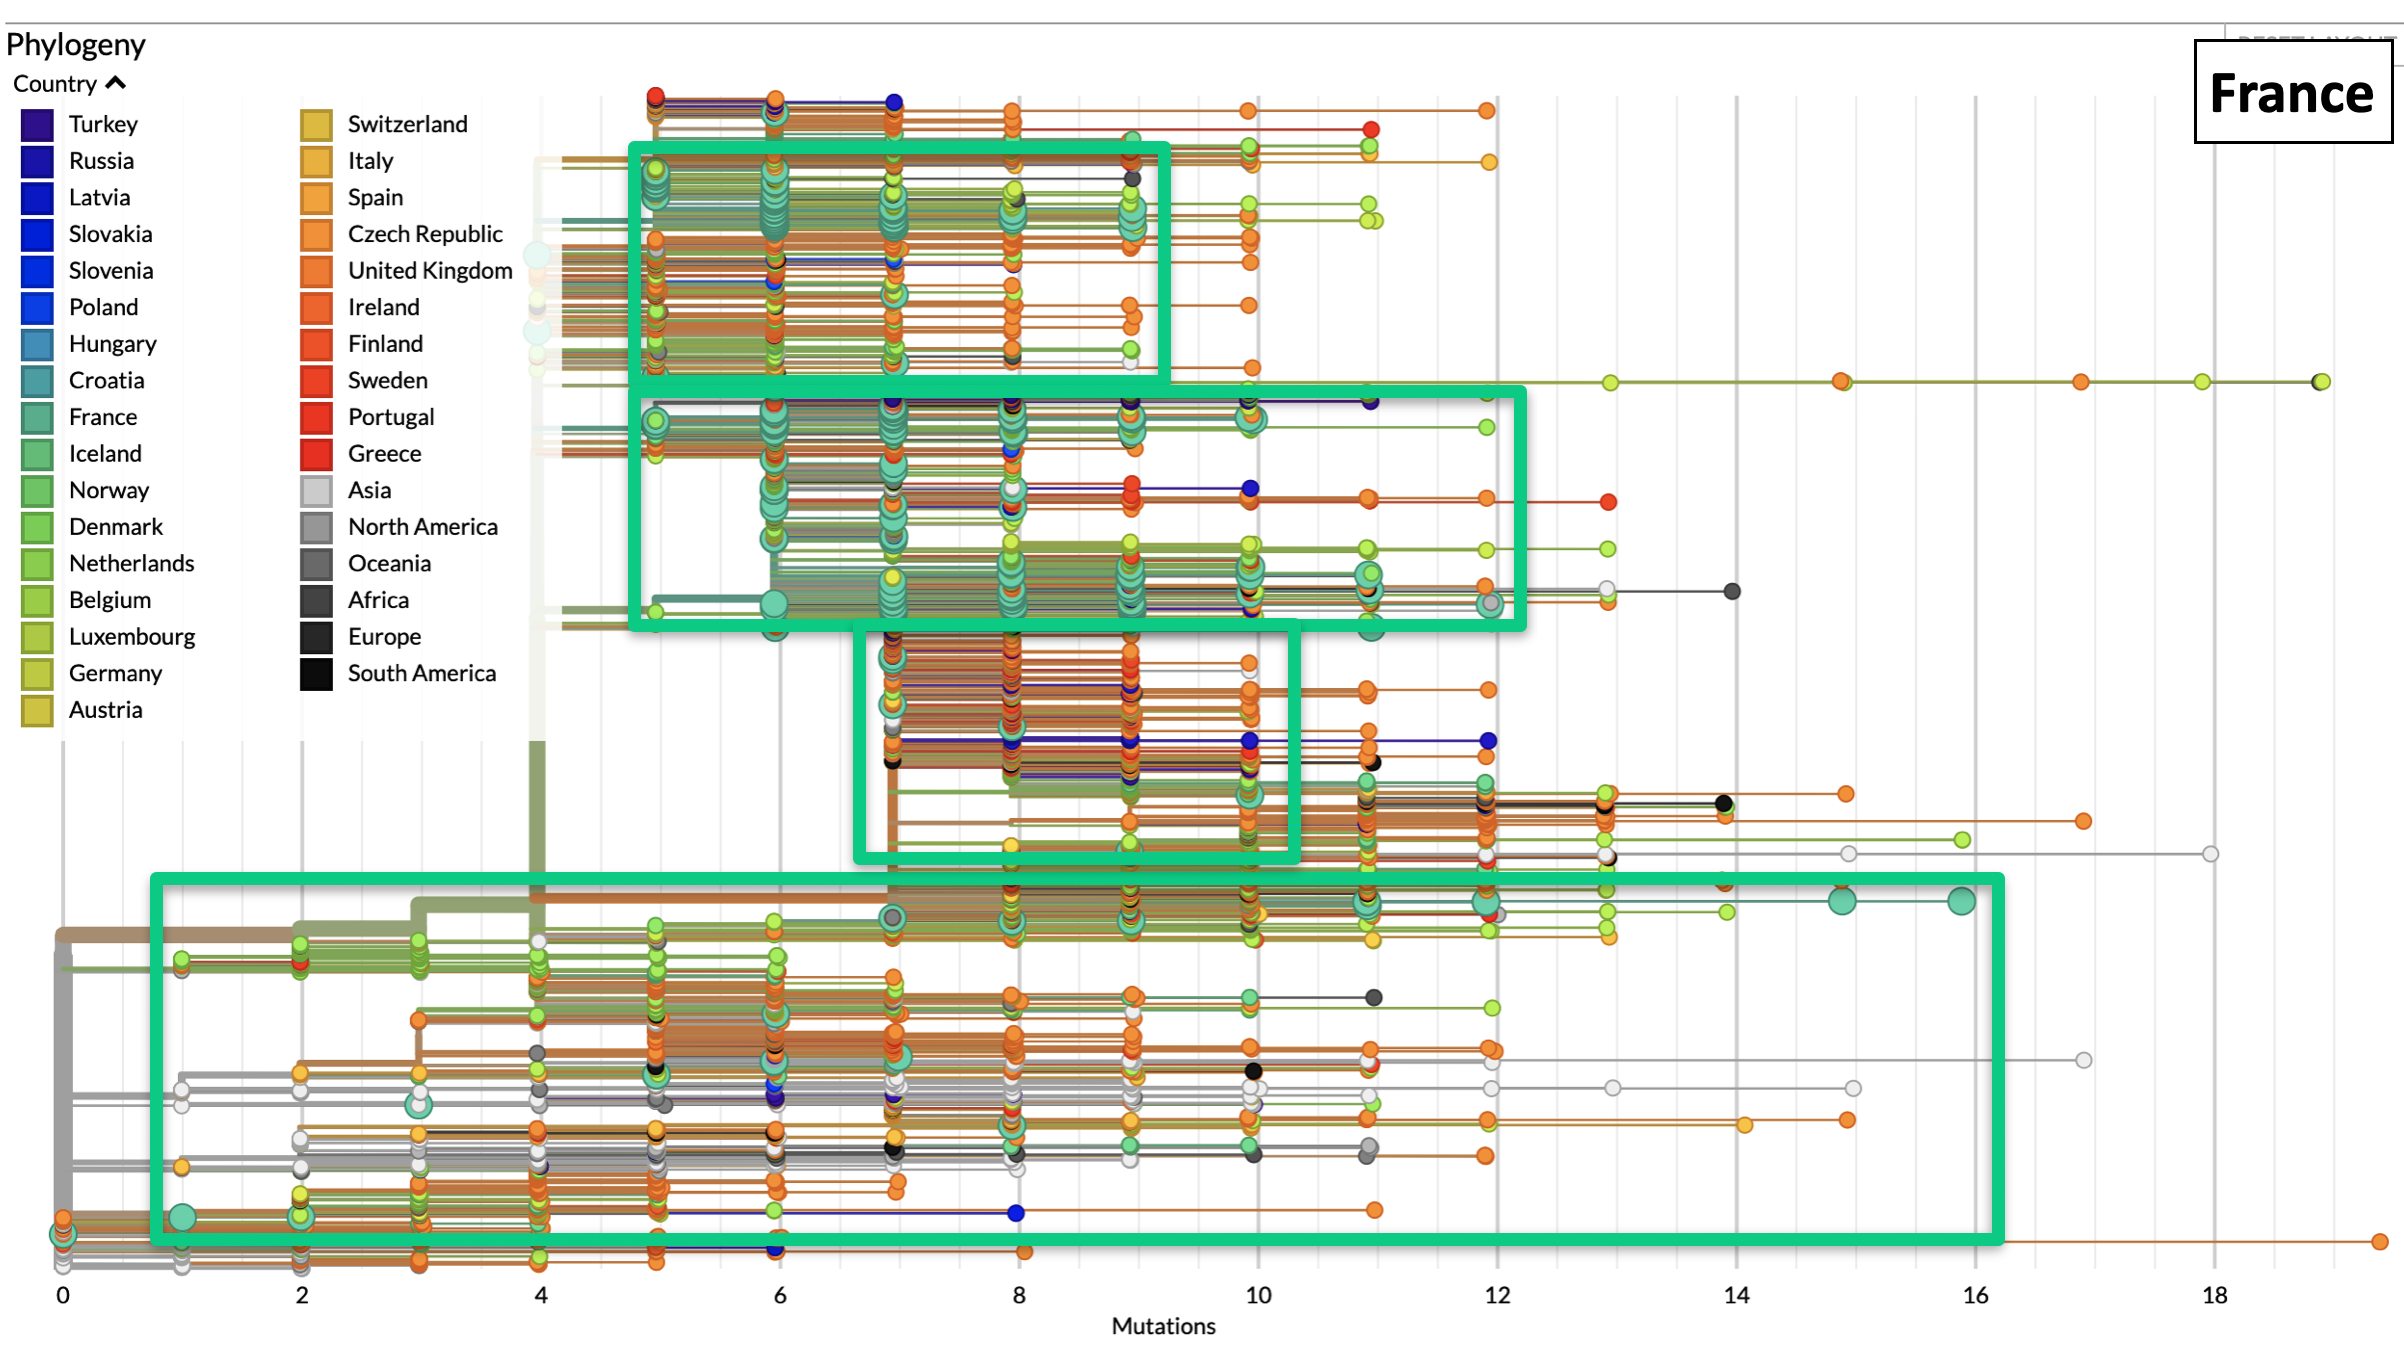 Phylogeny
France
Country
Turkey
Russia
Latvia
Slovakia
Slovenia
Poland
Hungary
Croatia
France
Iceland
Norway
Denmark
Netherlands
Belgium
Luxembourg
Germany
Austria
Switzerland
Italy
Spain
Czech Republic
United Kingdom
Ireland
Finland
Sweden
Portugal
Greece
Asia
North America
Oceania
Africa
Europe
South America
0 2 4 6 8 10 12 14 16 18
Mutations